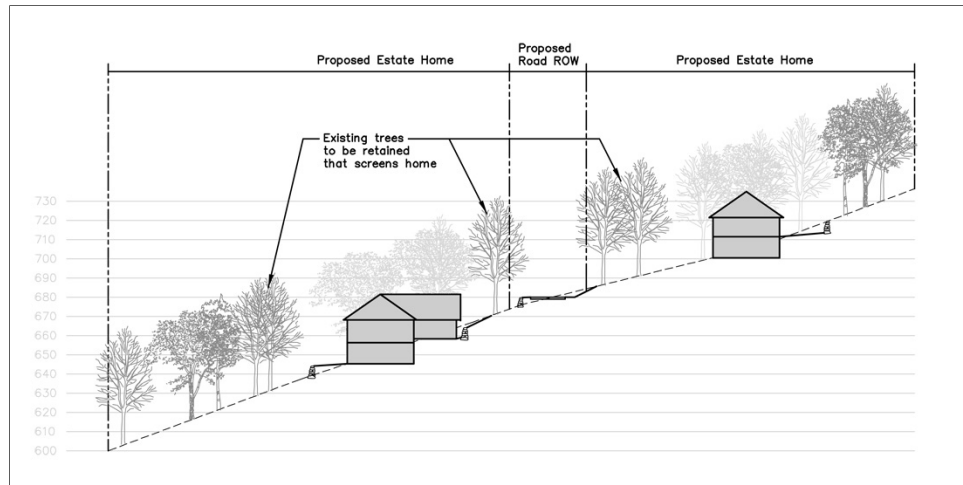 Proposed Estate Home
Proposed
Road ROW
Proposed Estate Home
Existing trees
to be retained
that screens home
730
720
710
700
690
680
670
660
650
640
630
620
610
600